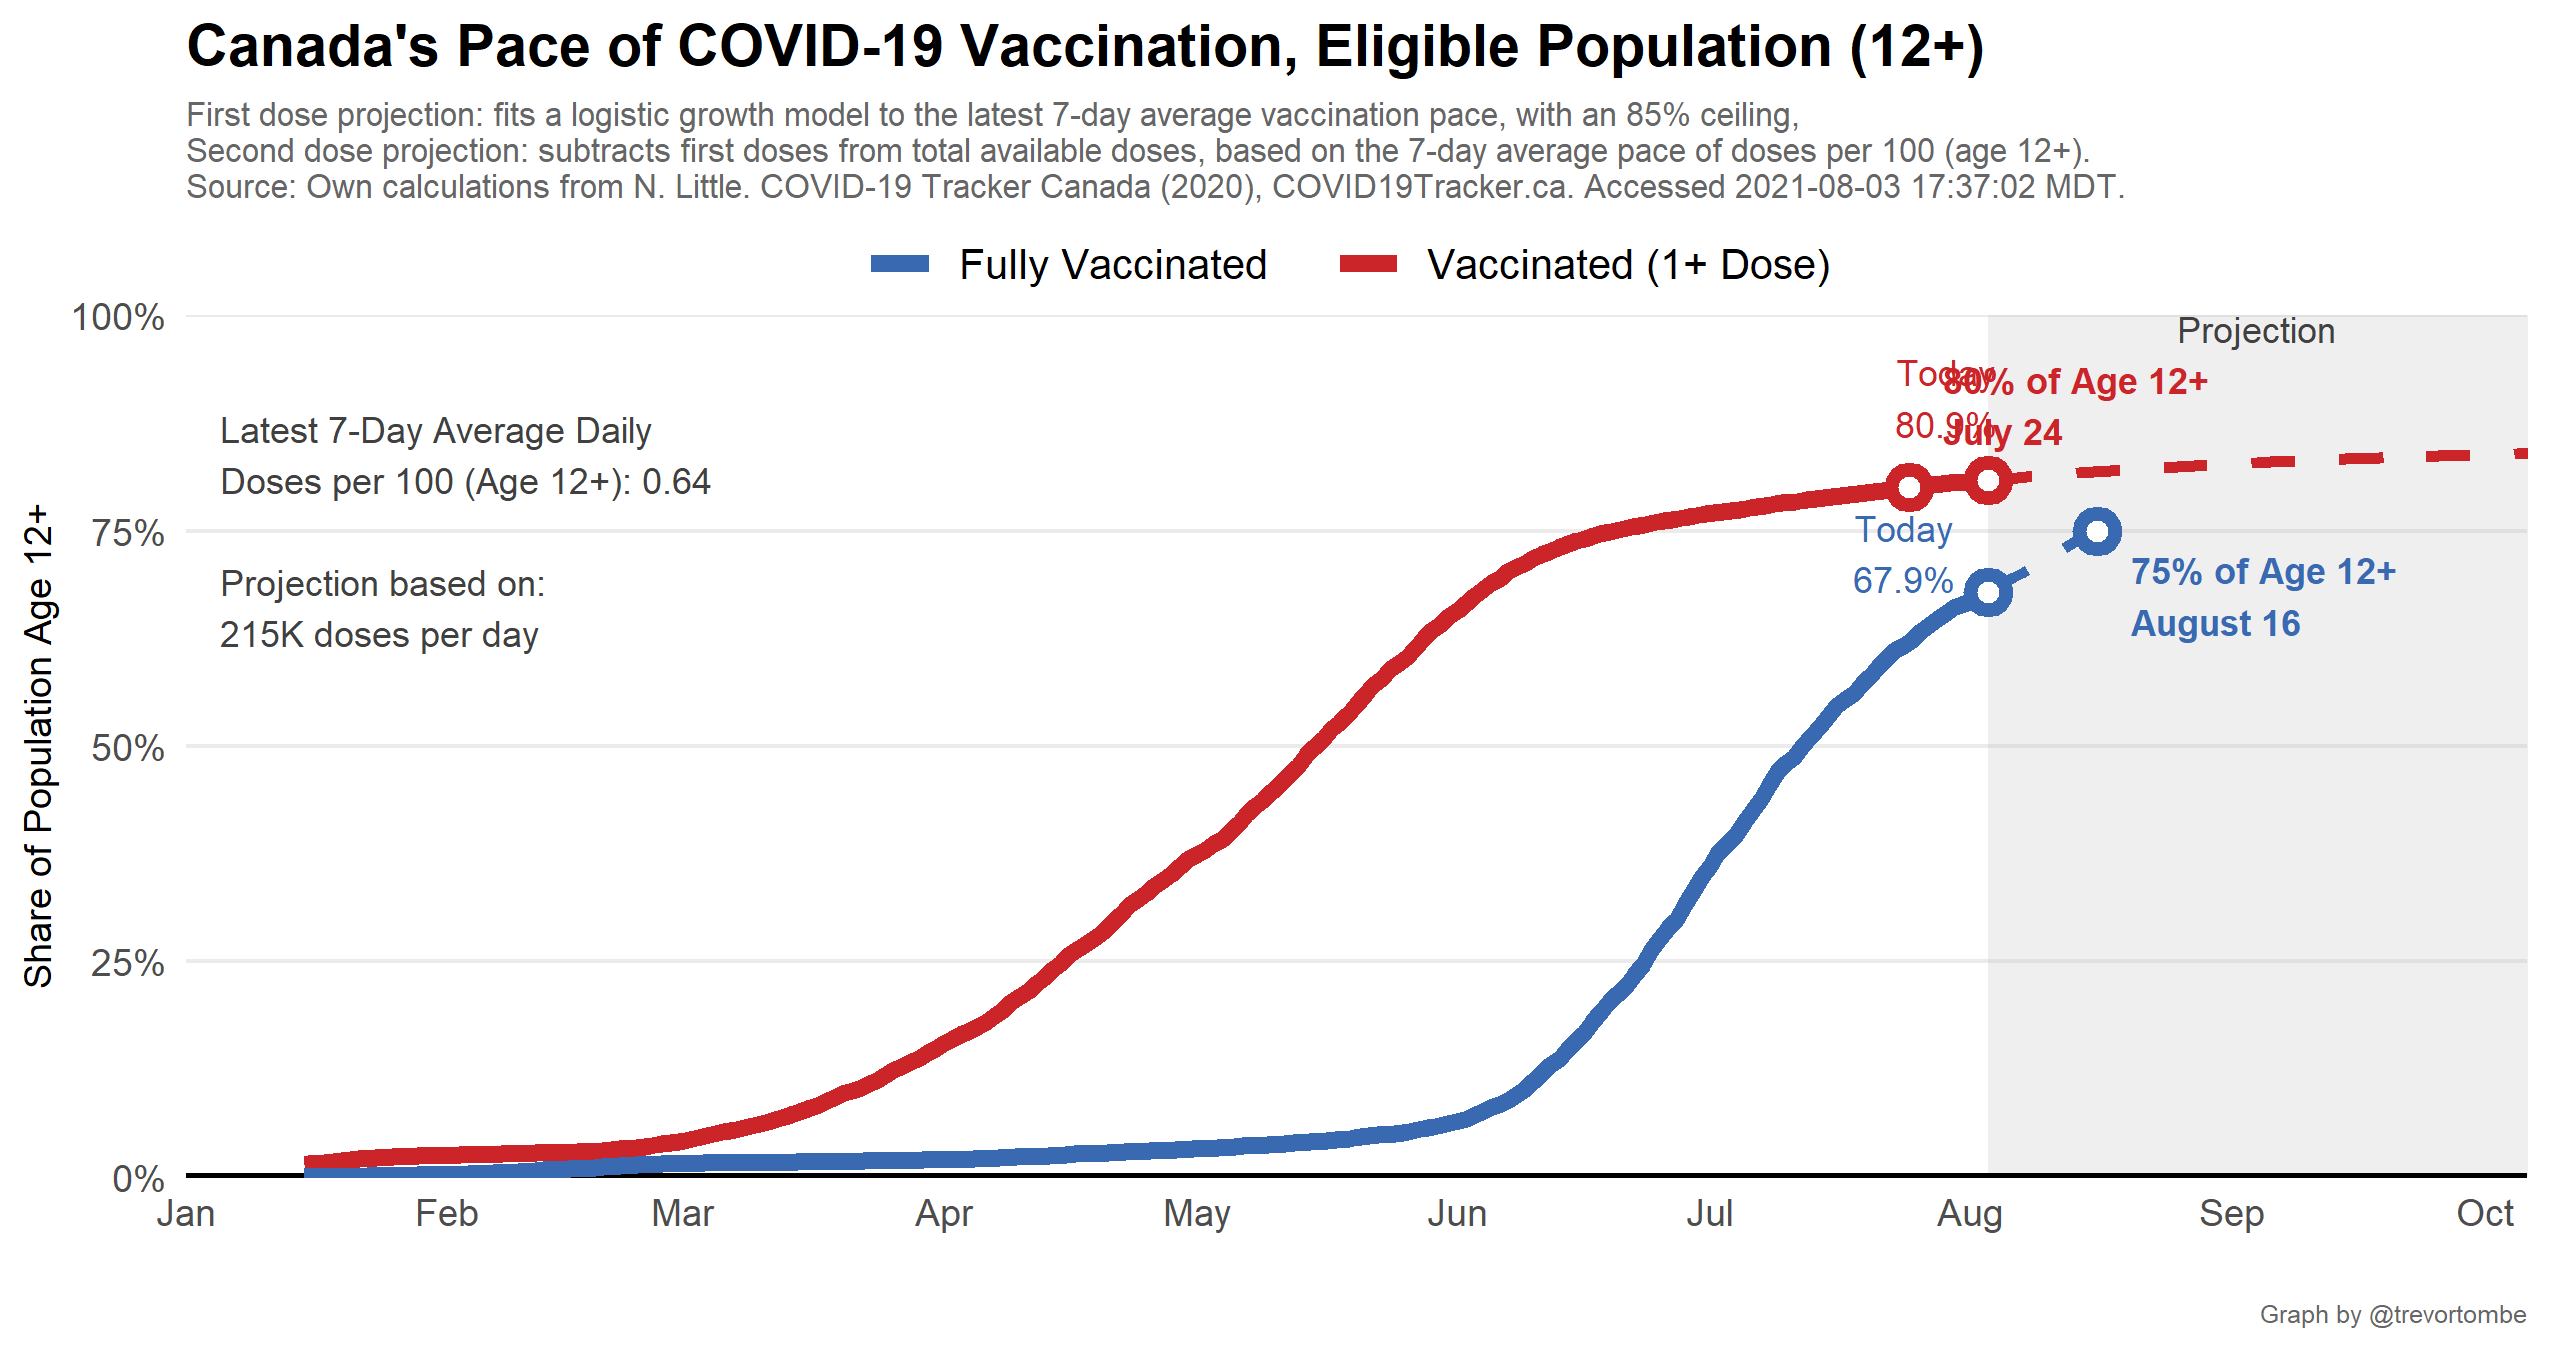 Canada's Pace of COVID-19 Vaccination, Eligible Population (12+)
First dose projection: fits a logistic growth model to the latest 7-day average vaccination pace, with an 85% ceiling,
Second dose projection: subtracts first doses from total available doses, based on the 7-day average pace of doses per 100 (age 12+).
Source: Own calculations from N. Little. COVID-19 Tracker Canada (2020), COVID19Tracker.ca. Accessed 2021-08-03 17:37:02 MDT.
Fully Vaccinated
Vaccinated (1+ Dose)
Share of Population Age 12+
100%
75%
50%
25%
0%
Latest 7-Day Average Daily
Doses per 100 (Age 12+): 0.64
Projection based on:
215K doses per day
Projection
Today
80.9%
80% of Age 12+
July 24
Today
67.9%
75% of Age 12+
August 16
Jan
Feb
Mar
Apr
May
Jun
Jul
Aug
Sep
Oct
Graph by @trevortombe